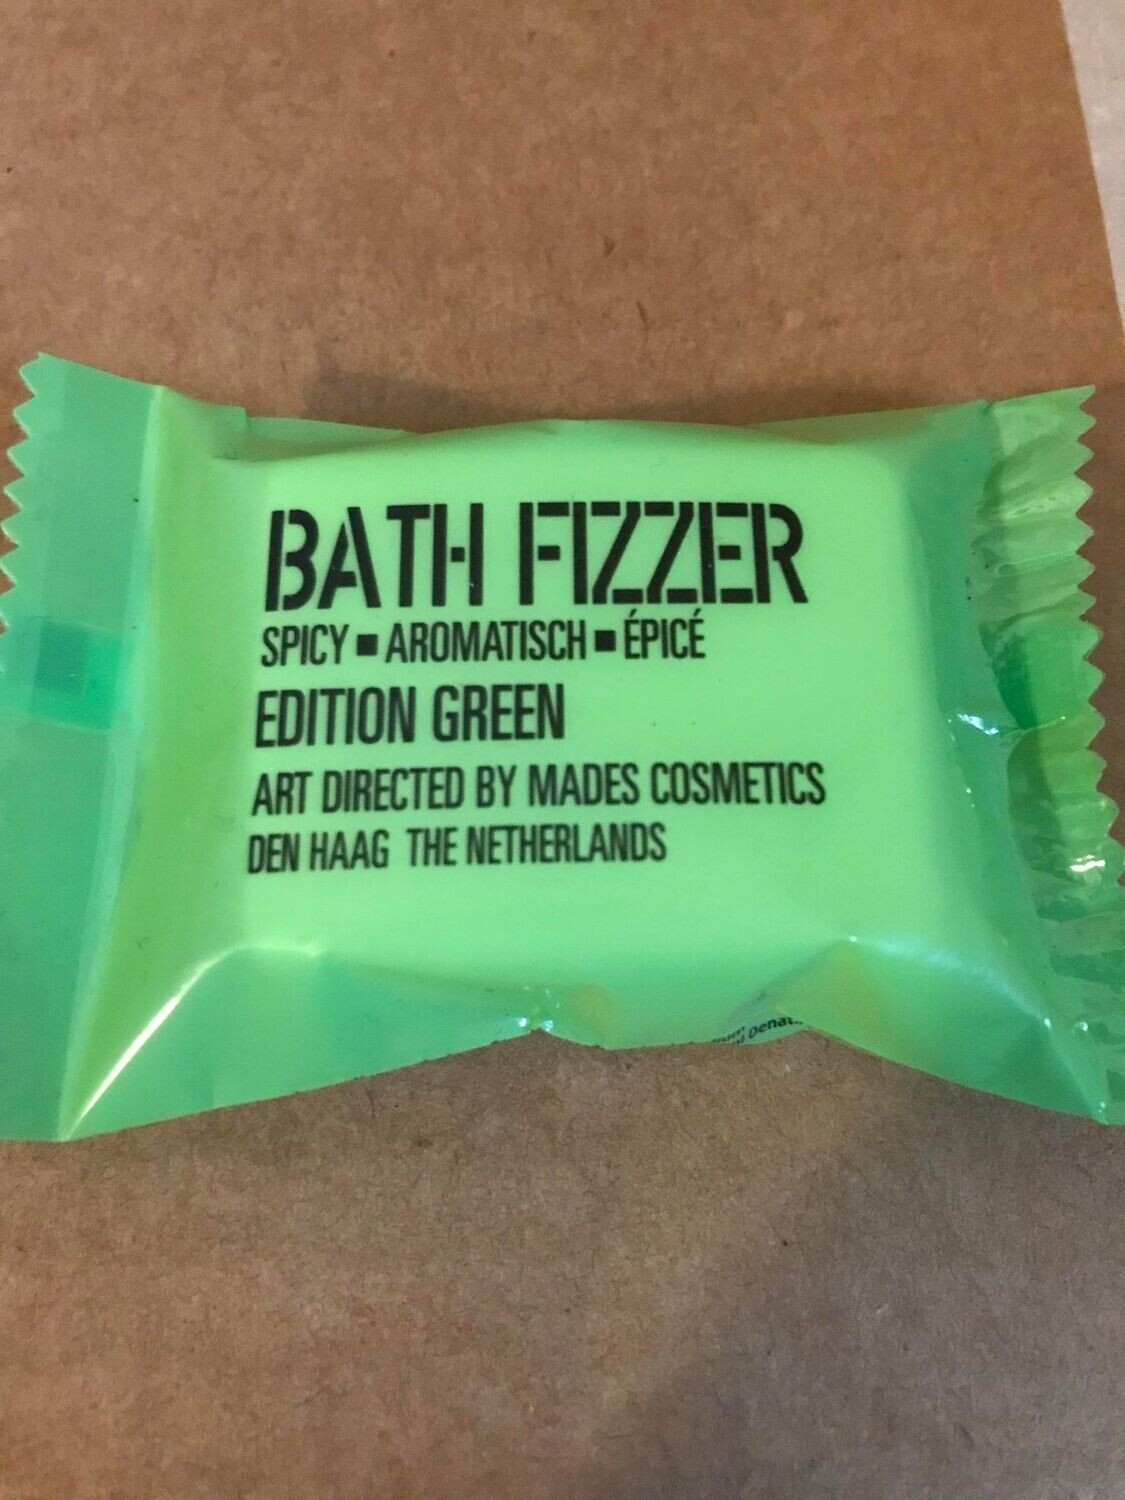 BATH FIZZER
SPICY ▪ AROMATISCH ▪ ÉPICÉ
EDITION GREEN
ART DIRECTED BY MADES COSMETICS
DEN HAAG THE NETHERLANDS